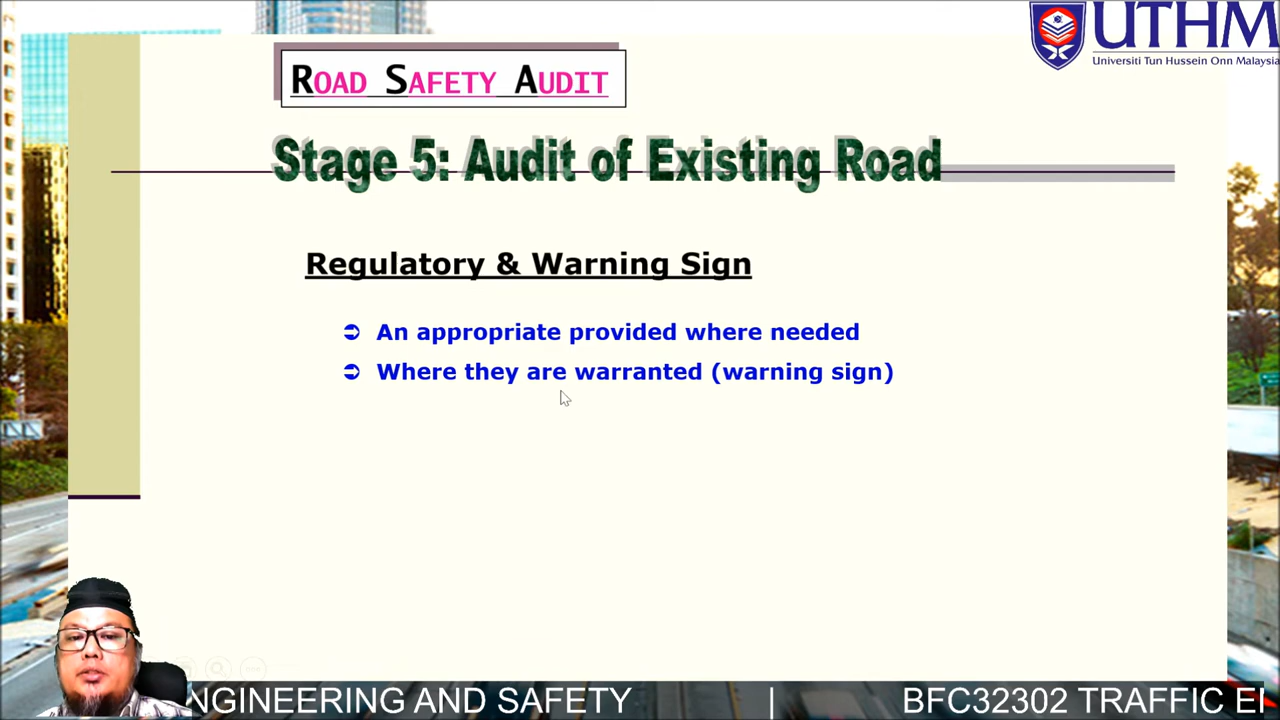 UTHM
Universiti Tun Hussein Onn Malaysia
ROAD SAFETY AUDIT
Stage 5: Audit of Existing Road
Regulatory & Warning Sign
An appropriate provided where needed
Where they are warranted (warning sign)
NGINEERING AND SAFETY | BFC32302 TRAFFIC E